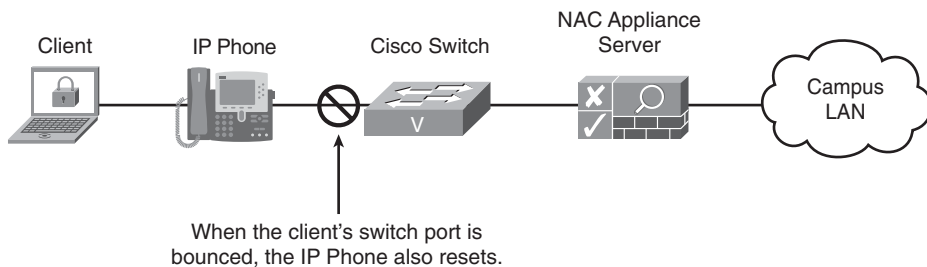 Client
IP Phone
Cisco Switch
NAC Appliance
Server
V
Campus
LAN
When the client's switch port is
bounced, the IP Phone also resets.